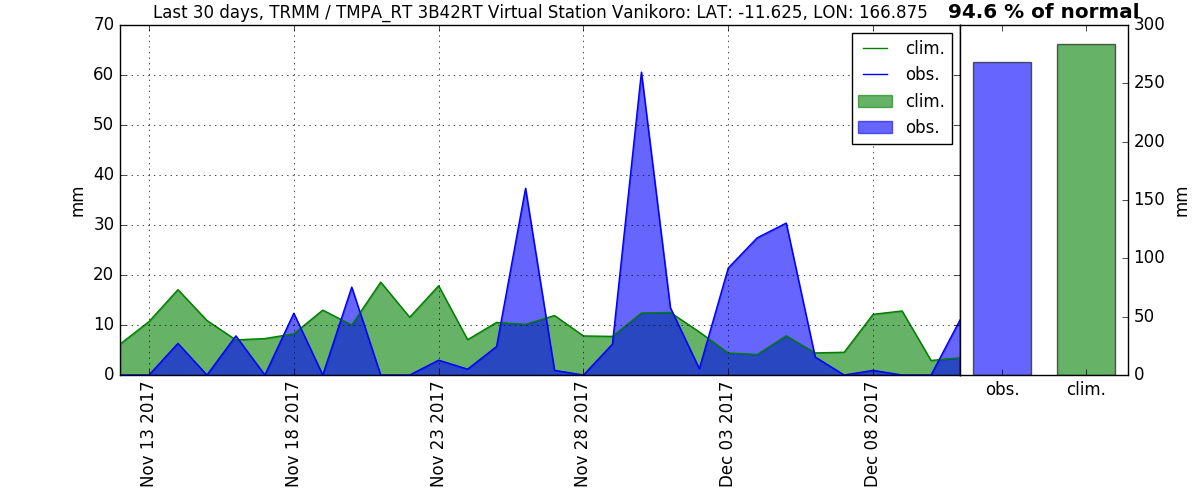 Last 30 days, TRMM / TMPA_RT 3B42RT Virtual Station Vanikoro: LAT: -11.625, LON: 166.875
94.6 % of normal
70
60
50
40
30
20
10
0
mm
clim.
obs.
clim.
obs.
Nov 13 2017
Nov 18 2017
Nov 23 2017
Nov 28 2017
Dec 03 2017
Dec 08 2017
300
250
200
150
100
50
0
mm
obs.
clim.